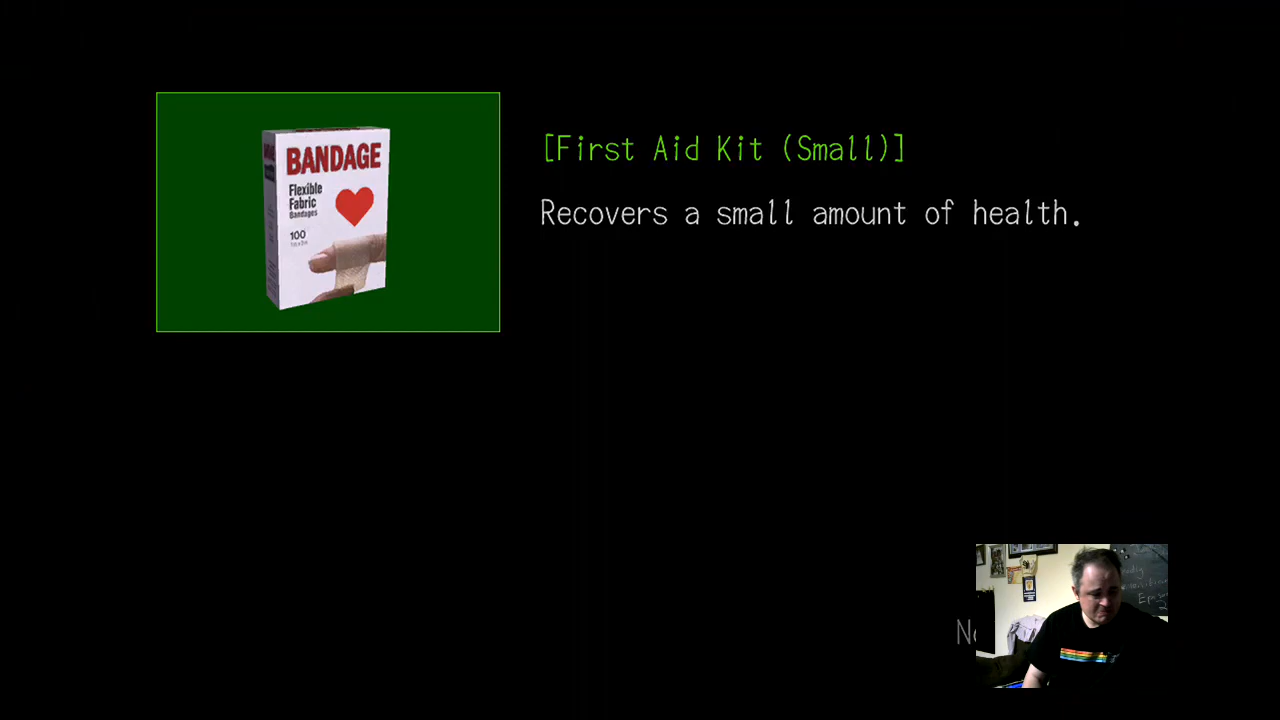 [First Aid Kit (Small)]
Recovers a small amount of health.
BANDAGE
Flexible
Fabric
Bandages
100